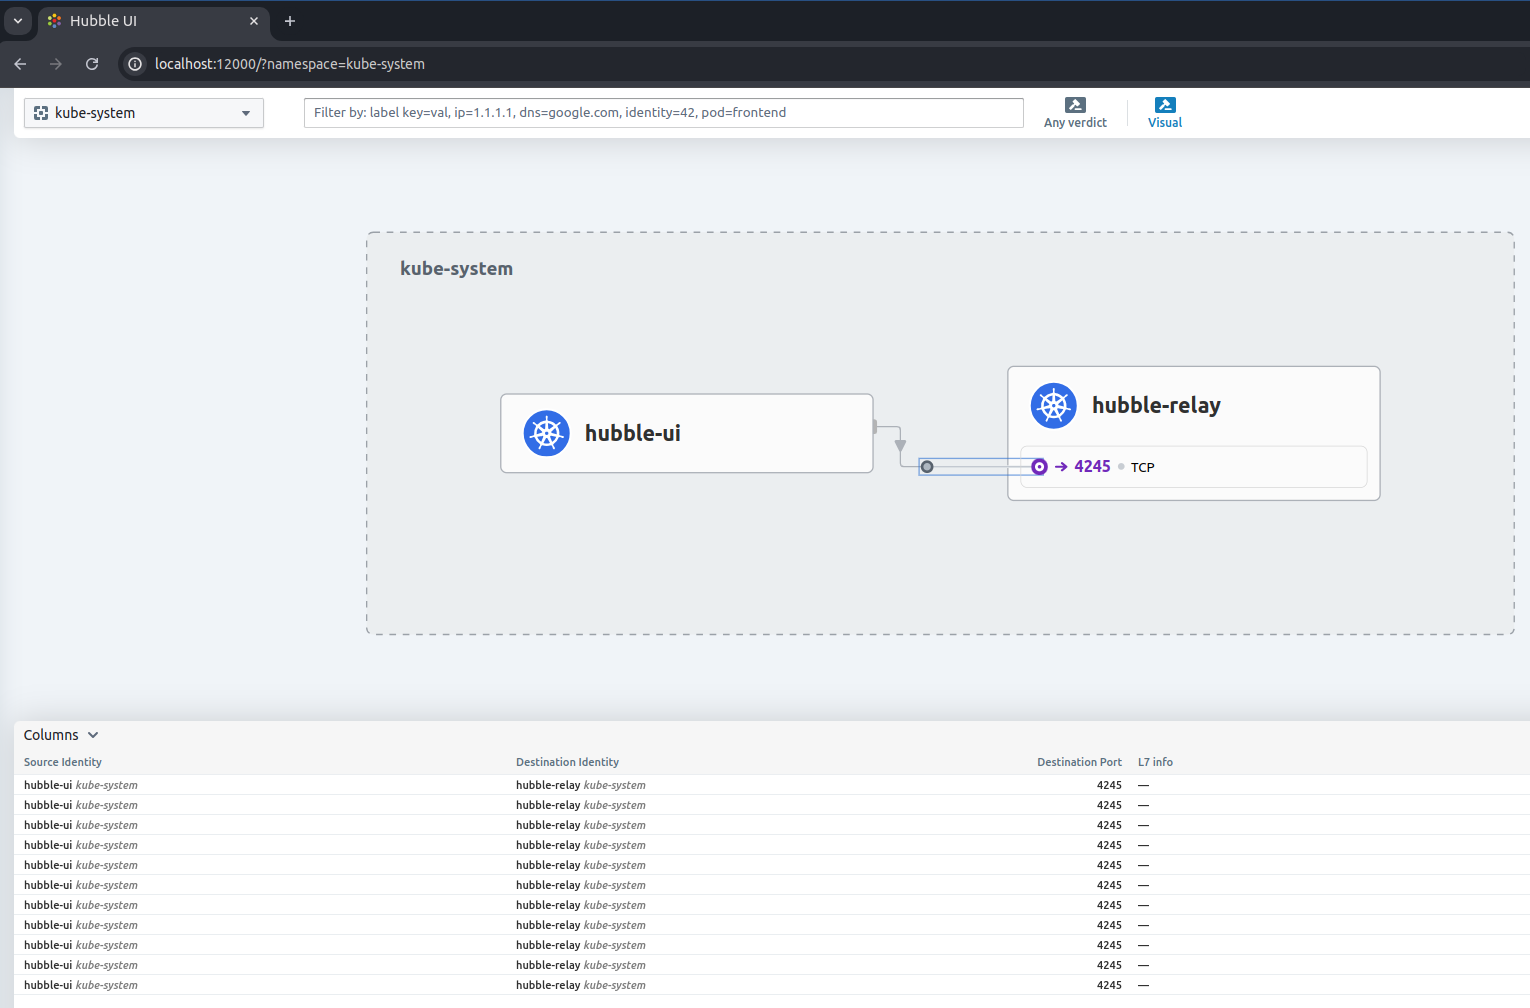 Hubble UI
localhost:12000/?namespace=kube-system
kube-system
Filter by: label key=val, ip=1.1.1.1, dns=google.com, identity=42, pod=frontend
Any verdict
Visual
kube-system
hubble-ui
hubble-relay
4245 TCP
Columns
Source Identity Destination Identity Destination Port L7 info
hubble-ui kube-system hubble-relay kube-system 4245 —
hubble-ui kube-system hubble-relay kube-system 4245 —
hubble-ui kube-system hubble-relay kube-system 4245 —
hubble-ui kube-system hubble-relay kube-system 4245 —
hubble-ui kube-system hubble-relay kube-system 4245 —
hubble-ui kube-system hubble-relay kube-system 4245 —
hubble-ui kube-system hubble-relay kube-system 4245 —
hubble-ui kube-system hubble-relay kube-system 4245 —
hubble-ui kube-system hubble-relay kube-system 4245 —
hubble-ui kube-system hubble-relay kube-system 4245 —
hubble-ui kube-system hubble-relay kube-system 4245 —